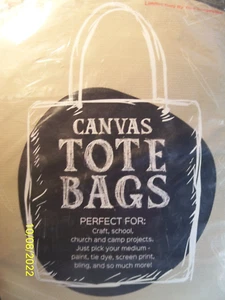 CANVAS
TOTE
BAGS
PERFECT FOR:
Craft, school,
church and camp projects.
Just pick your medium -
paint, tie dye, screen print,
bling, and so much more!
10/08/2022